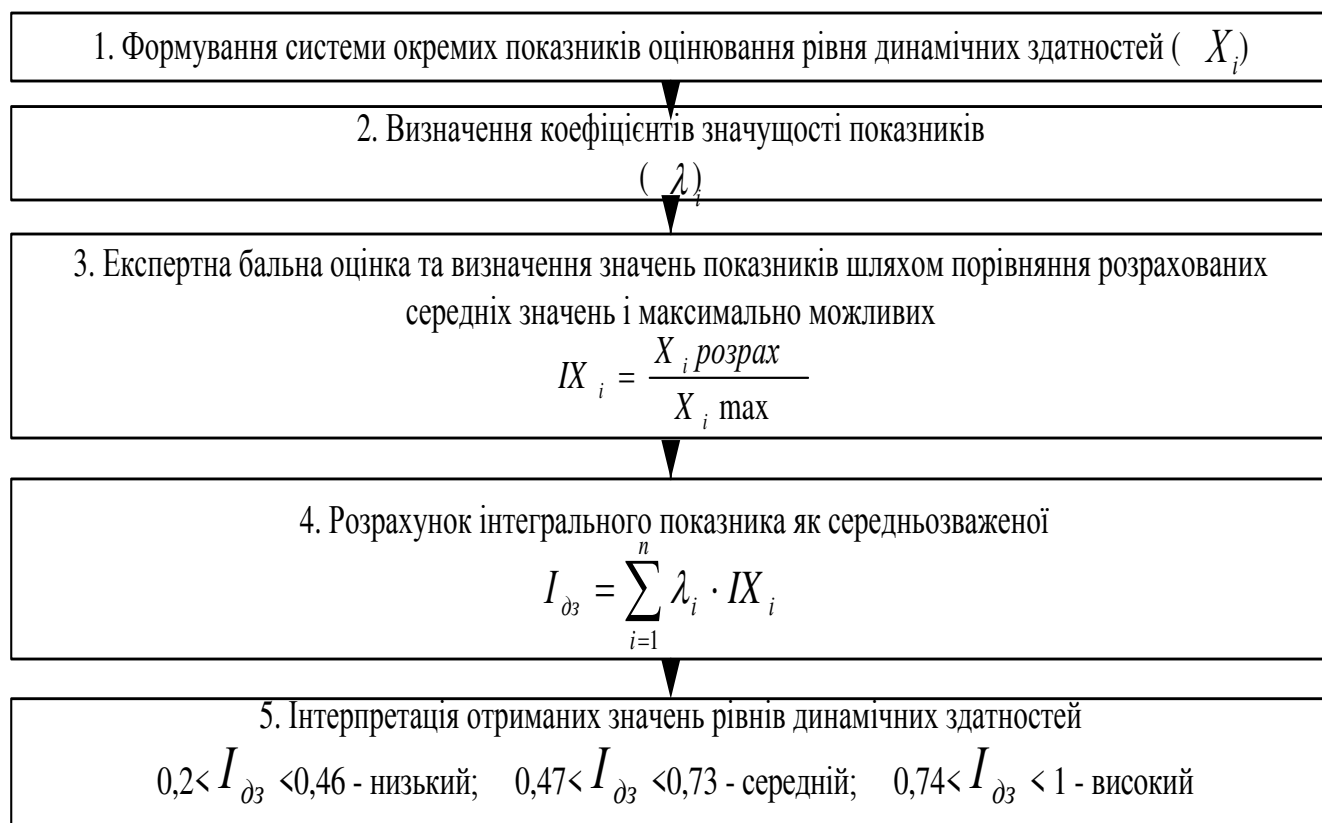 1. Формування системи окремих показників оцінювання рівня динамічних здатностей ( X_i)
2. Визначення коефіцієнтів значущості показників
( λ_i)
3. Експертна бальна оцінка та визначення значень показників шляхом порівняння розрахованих
середніх значень і максимально можливих
IX_i = X_i розрах / X_i max
4. Розрахунок інтегрального показника як середньозваженої
I_дз = ∑_{i=1}^{n} λ_i · IX_i
5. Інтерпретація отриманих значень рівнів динамічних здатностей
0,2< I_дз <0,46 - низький; 0,47< I_дз <0,73 - середній; 0,74< I_дз < 1 - високий